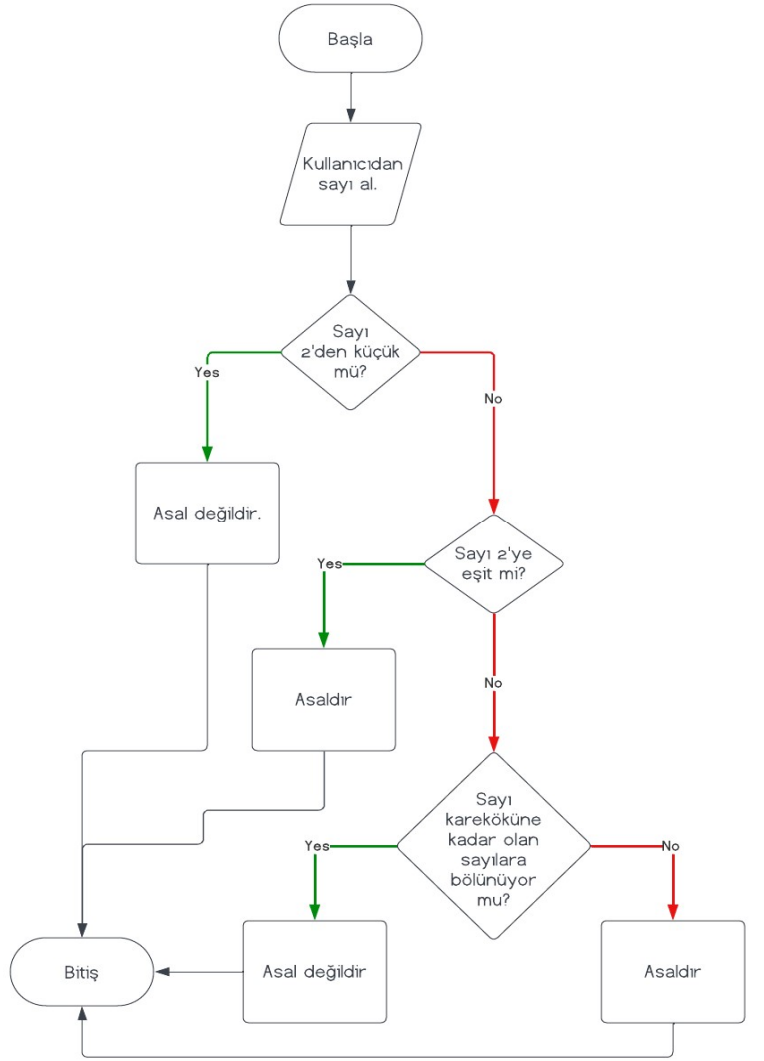 Başla
Kullanıcıdan
sayı al.
Sayı
2'den küçük
mü?
Yes
No
Asal değildir.
Sayı 2'ye
eşit mi?
Yes
Asaldır
No
Sayı
kareköküne
kadar olan
sayılara
bölünüyor
mu?
Yes
No
Bitiş
Asal değildir
Asaldır